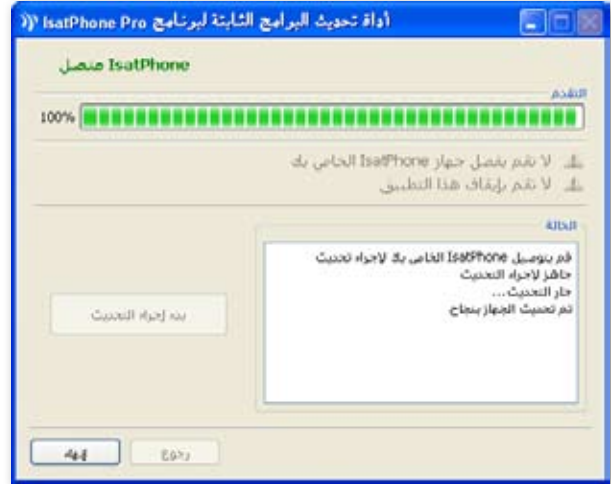 أداة تحديث البرامج الثابتة لبرنامج IsatPhone Pro
IsatPhone متصل
التقدم
100%
لا تقم بفصل جهاز IsatPhone الخاص بك
لا تقم بإيقاف هذا التطبيق
الحالة
قم بتوصيل IsatPhone الخاص بك لإجراء تحديث
جاهز لإجراء التحديث
جار التحديث...
تم تحديث الجهاز بنجاح
بدء إجراء التحديث
رجوع
إنهاء